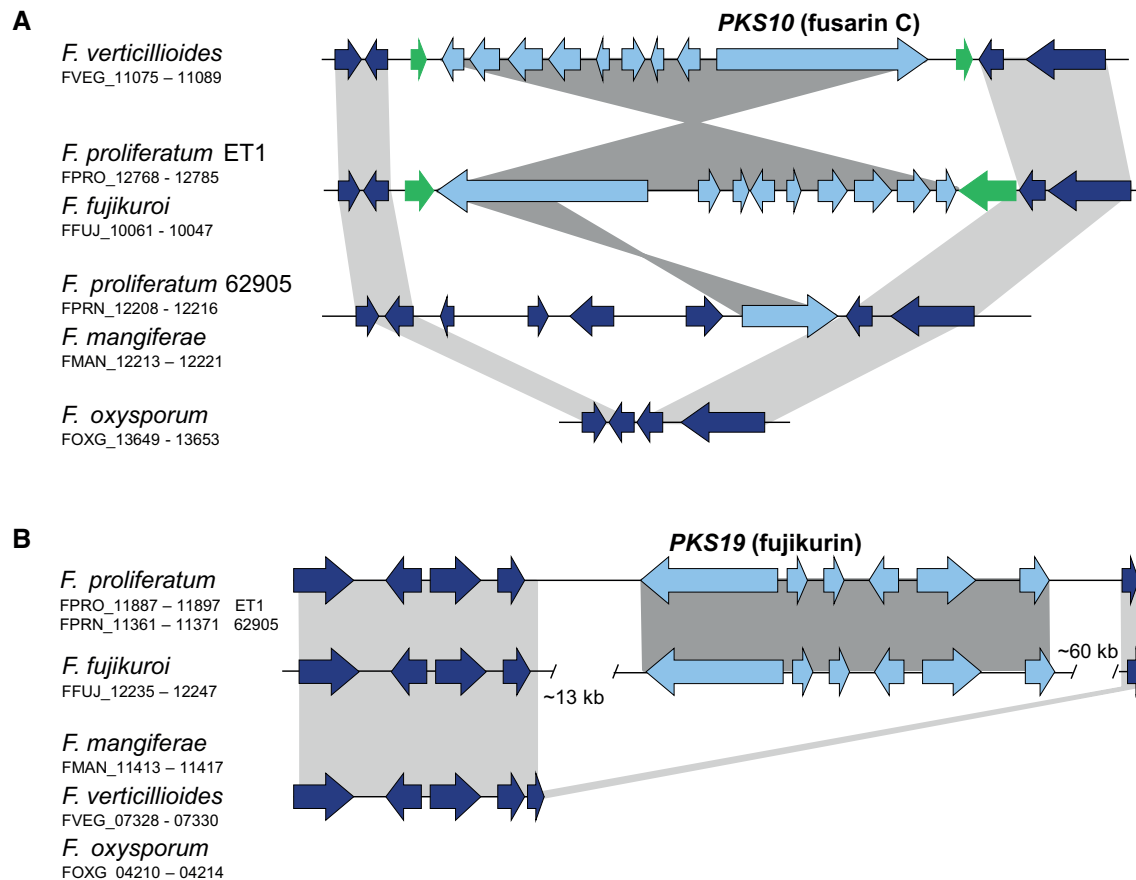 A
PKS10 (fusarin C)
F. verticillioides
FVEG_11075 – 11089
F. proliferatum ET1
FPRO_12768 - 12785
F. fujikuroi
FFUJ_10061 - 10047
F. proliferatum 62905
FPRN_12208 – 12216
F. mangiferae
FMAN_12213 – 12221
F. oxysporum
FOXG_13649 - 13653
B
PKS19 (fujikurin)
F. proliferatum
FPRO_11887 – 11897 ET1
FPRN_11361 – 11371 62905
F. fujikuroi
FFUJ_12235 – 12247
~13 kb
~60 kb
F. mangiferae
FMAN_11413 – 11417
F. verticillioides
FVEG_07328 - 07330
F. oxysporum
FOXG_04210 – 04214